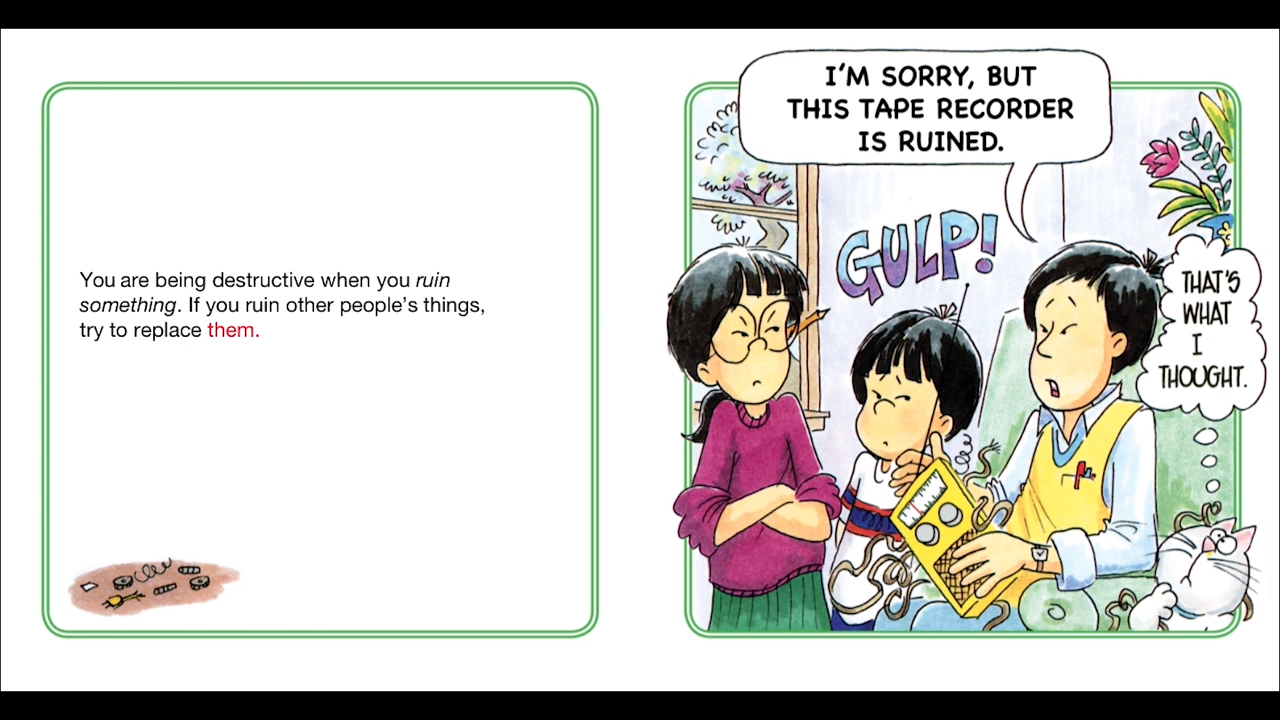 You are being destructive when you ruin
something. If you ruin other people’s things,
try to replace them.
I'M SORRY, BUT
THIS TAPE RECORDER
IS RUINED.
GULP!
THAT'S
WHAT
I
THOUGHT.